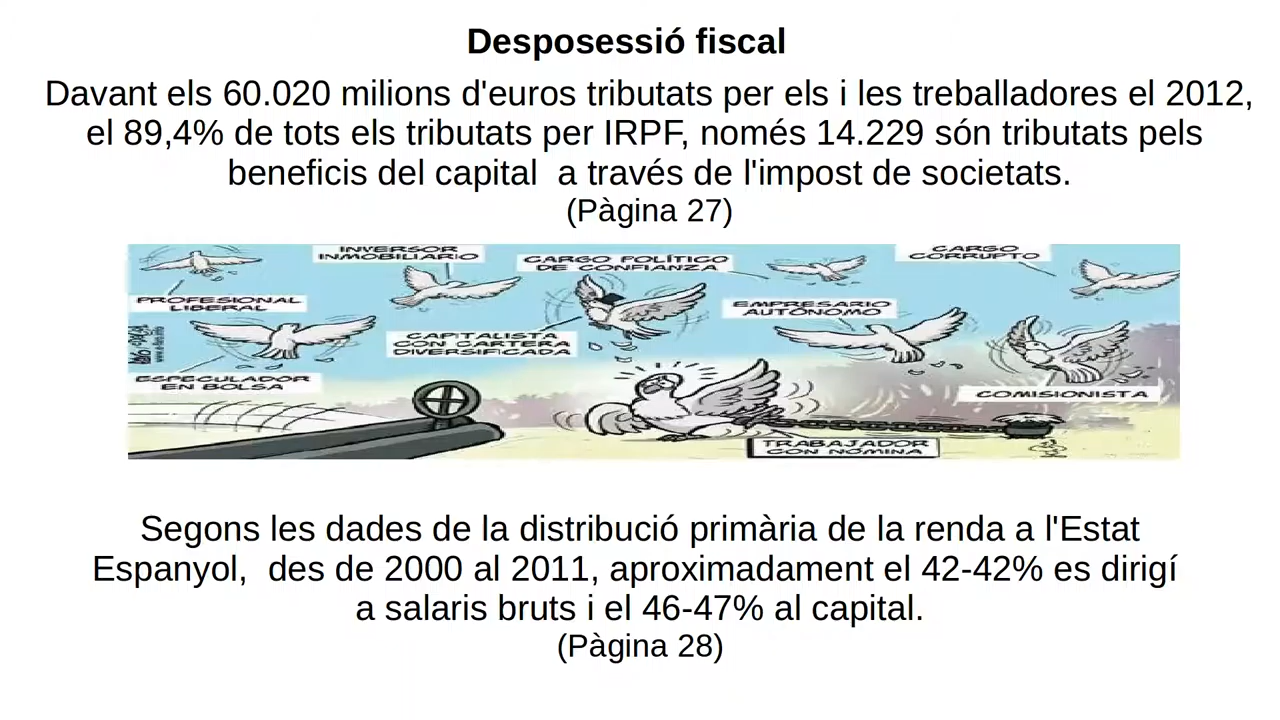 Desposessió fiscal
Davant els 60.020 milions d'euros tributats per els i les treballadores el 2012,
el 89,4% de tots els tributats per IRPF, només 14.229 són tributats pels
beneficis del capital  a través de l'impost de societats.
(Pàgina 27)
INVERSOR
INMOBILIARIO
CARGO POLÍTICO
DE CONFIANZA
CARGO
CORRUPTO
PROFESIONAL
LIBERAL
EMPRESARIO
AUTÓNOMO
CAPITALISTA
CON CARTERA
DIVERSIFICADA
ESPECULADOR
EN BOLSA
COMISIONISTA
TRABAJADOR
CON NÓMINA
Segons les dades de la distribució primària de la renda a l'Estat
Espanyol,  des de 2000 al 2011, aproximadament el 42-42% es dirigí
a salaris bruts i el 46-47% al capital.
(Pàgina 28)